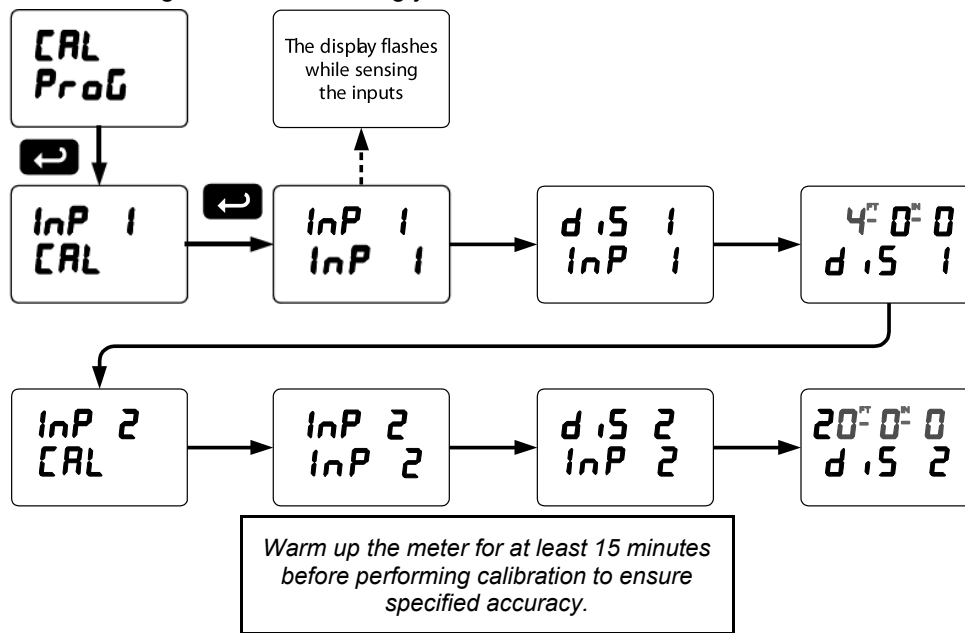 CAL
ProG
The display flashes
while sensing
the inputs
InP 1
CAL
InP 1
InP 1
diS 1
InP 1
4FT-0IN-0
diS 1
InP 2
CAL
InP 2
InP 2
diS 2
InP 2
20FT-0IN-0
diS 2
Warm up the meter for at least 15 minutes
before performing calibration to ensure
specified accuracy.